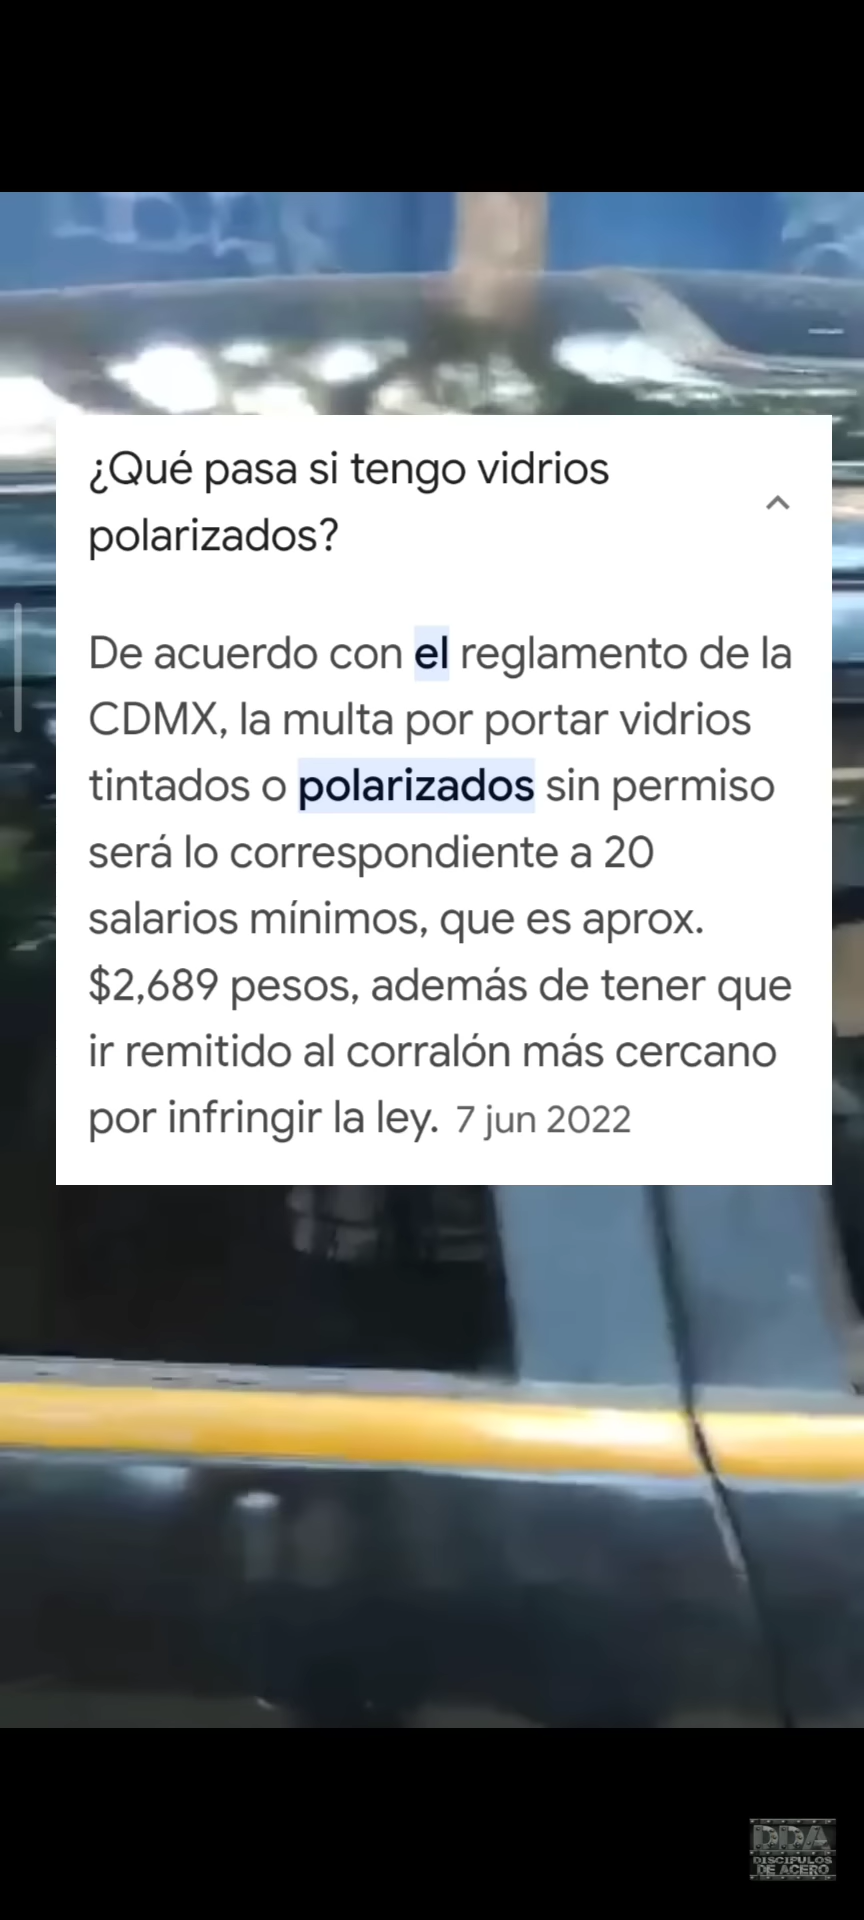 ¿Qué pasa si tengo vidrios
polarizados?
De acuerdo con el reglamento de la
CDMX, la multa por portar vidrios
tintados o polarizados sin permiso
será lo correspondiente a 20
salarios mínimos, que es aprox.
$2,689 pesos, además de tener que
ir remitido al corralón más cercano
por infringir la ley. 7 jun 2022
DDA
DISCIPULOS
DE ACERO